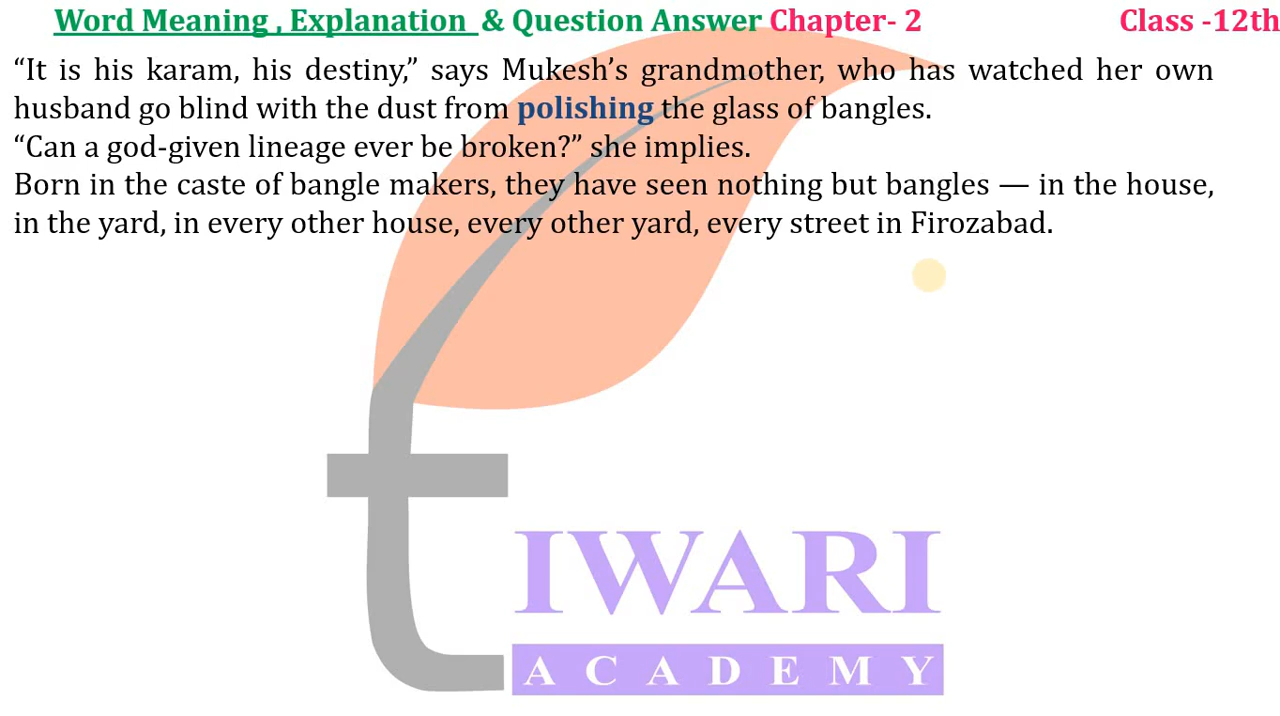 Word Meaning , Explanation & Question Answer Chapter- 2 Class -12th
“It is his karam, his destiny,” says Mukesh’s grandmother, who has watched her own
husband go blind with the dust from polishing the glass of bangles.
“Can a god-given lineage ever be broken?” she implies.
Born in the caste of bangle makers, they have seen nothing but bangles — in the house,
in the yard, in every other house, every other yard, every street in Firozabad.
tIWARI
ACADEMY